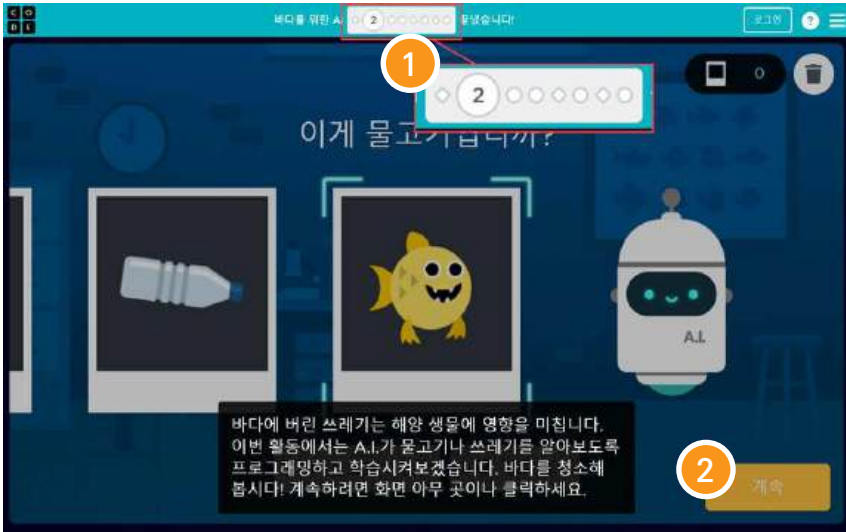 C O
D E
바다를 위한 A
2
끝냈습니다!
로그인
?
1
2
0
이게 물고기입니까?
A.I.
바다에 버린 쓰레기는 해양 생물에 영향을 미칩니다.
이번 활동에서는 A.I.가 물고기나 쓰레기를 알아보도록
프로그래밍하고 학습시켜보겠습니다. 바다를 청소해
봅시다! 계속하려면 화면 아무 곳이나 클릭하세요.
2
계속